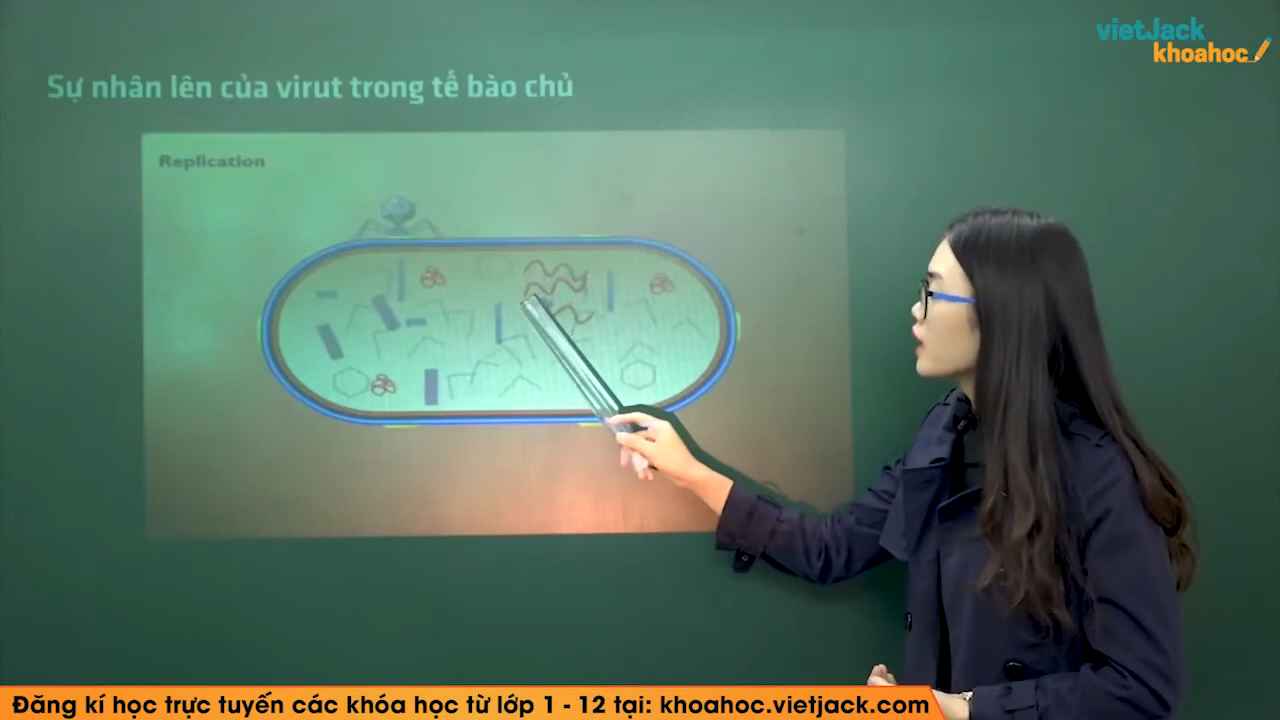 vietJack
khoahoc
Sự nhân lên của virut trong tế bào chủ
Replication
Đăng kí học trực tuyến các khóa học từ lớp 1 - 12 tại: khoahoc.vietjack.com